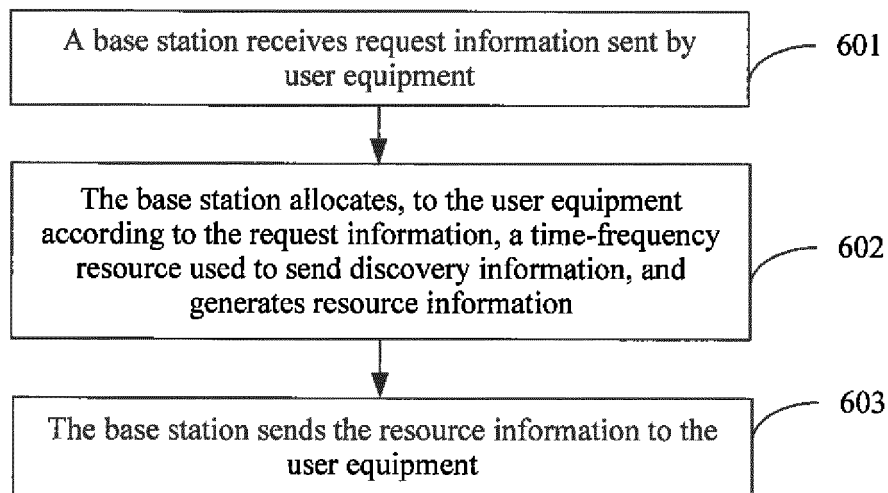 A base station receives request information sent by
user equipment
601
The base station allocates, to the user equipment
according to the request information, a time-frequency
resource used to send discovery information, and
generates resource information
602
The base station sends the resource information to the
user equipment
603